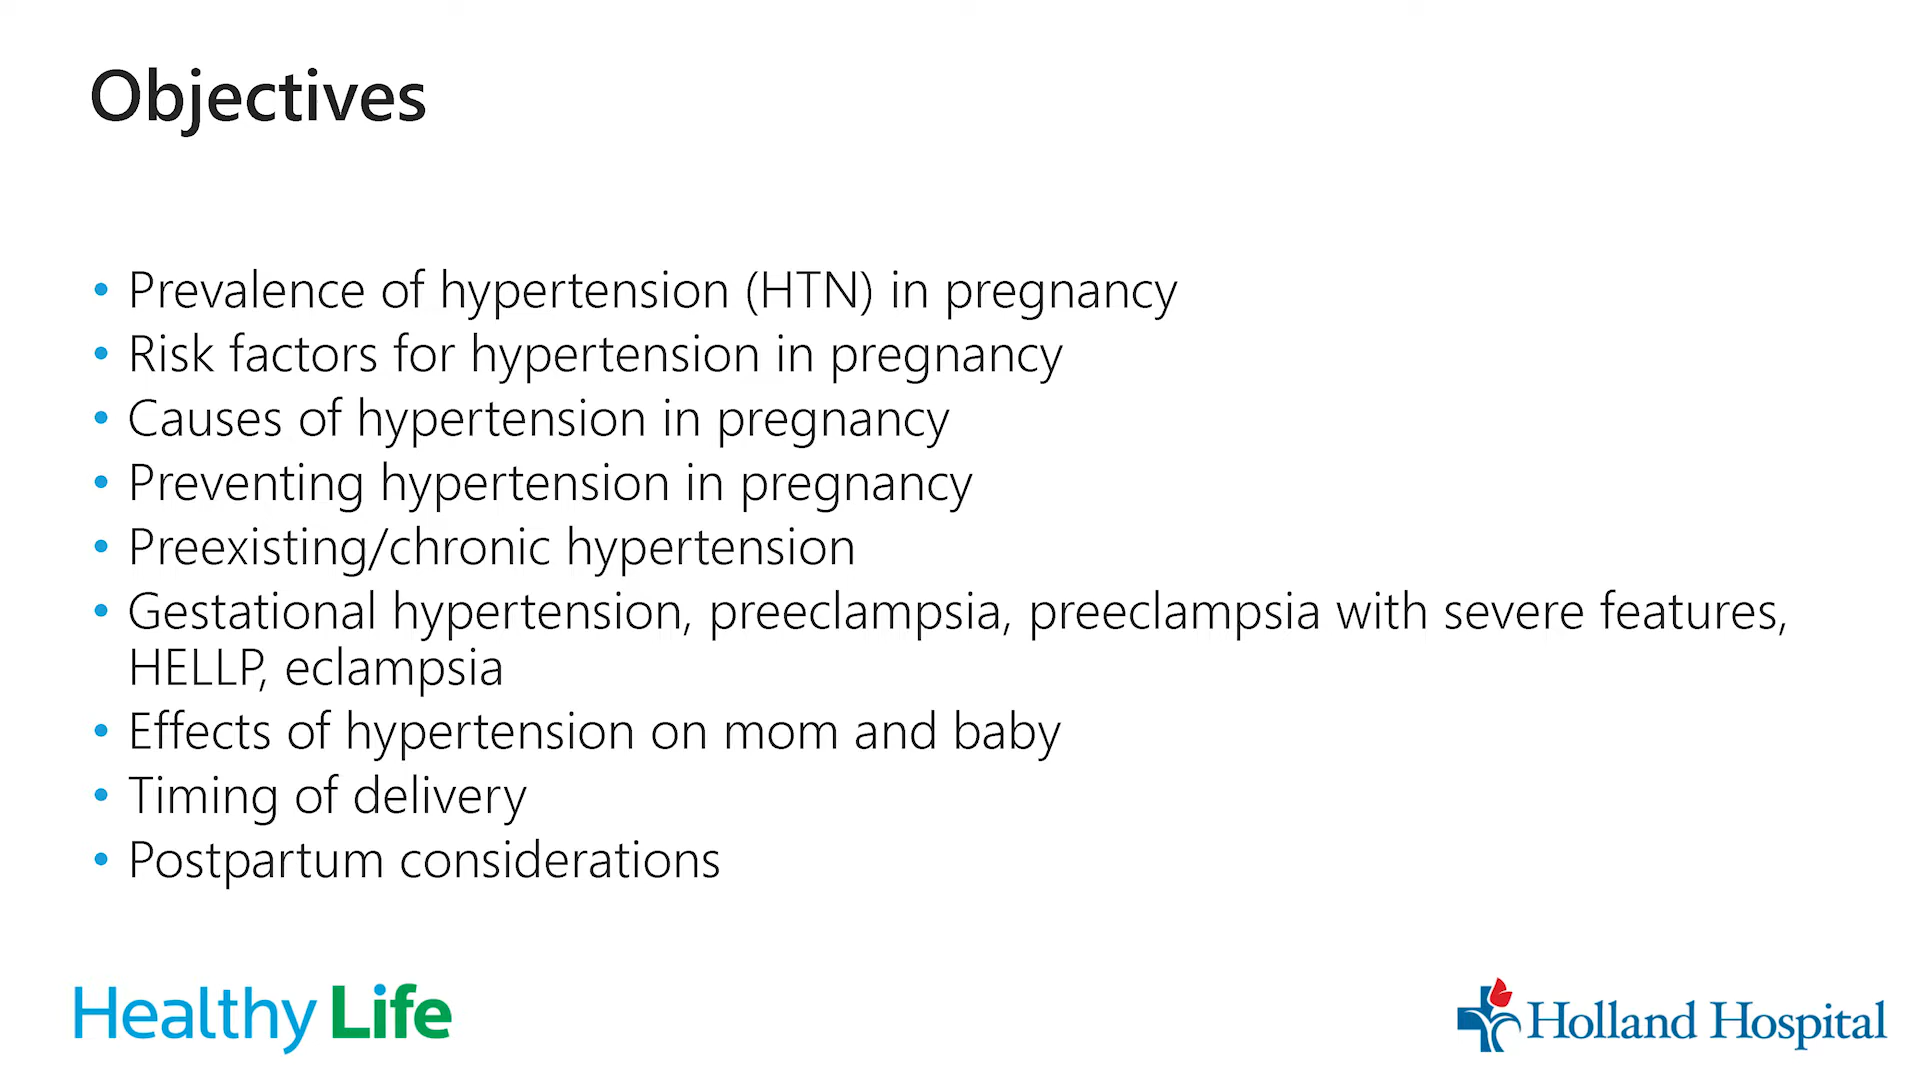 Objectives
• Prevalence of hypertension (HTN) in pregnancy
• Risk factors for hypertension in pregnancy
• Causes of hypertension in pregnancy
• Preventing hypertension in pregnancy
• Preexisting/chronic hypertension
• Gestational hypertension, preeclampsia, preeclampsia with severe features,
HELLP, eclampsia
• Effects of hypertension on mom and baby
• Timing of delivery
• Postpartum considerations
Healthy Life
Holland Hospital